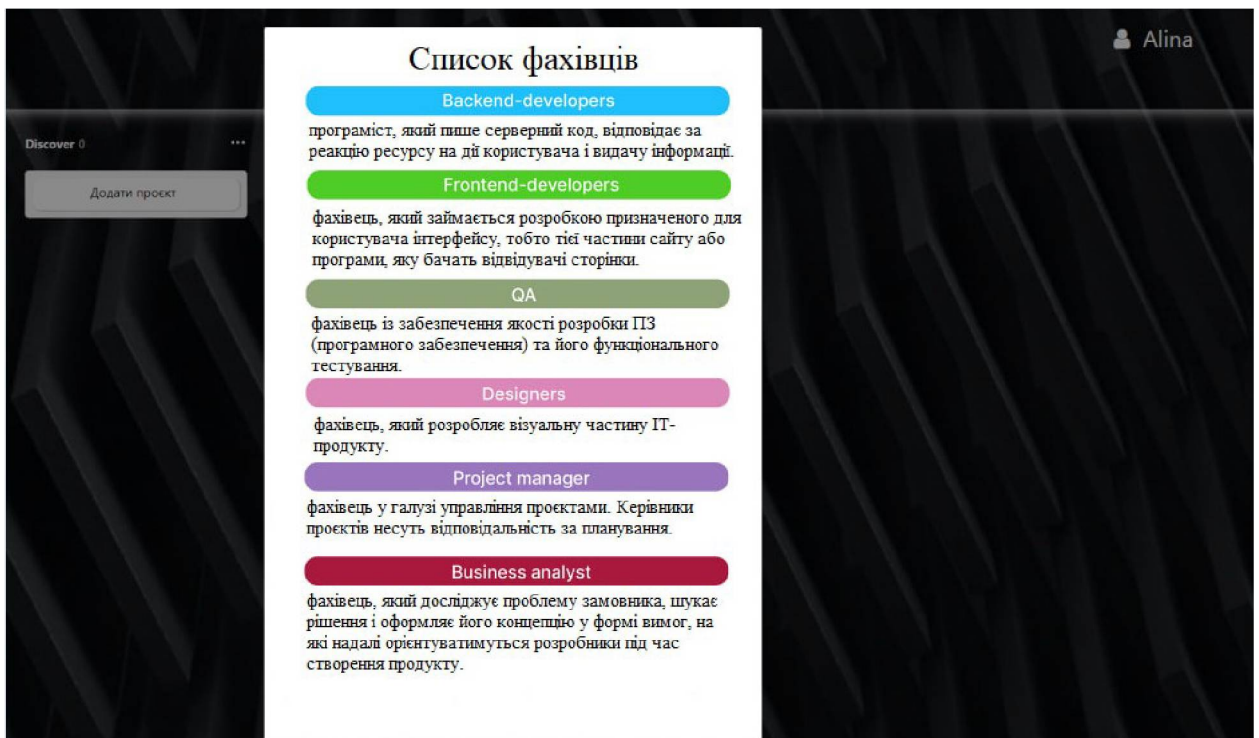 Список фахівців
Alina
Backend-developers
програміст, який пише серверний код, відповідає за
реакцію ресурсу на дії користувача і видачу інформації.
Discover 0
Додати проєкт
Frontend-developers
фахівець, який займається розробкою призначеного для
користувача інтерфейсу, тобто тієї частини сайту або
програми, яку бачать відвідувачі сторінки.
QA
фахівець із забезпечення якості розробки ПЗ
(програмного забезпечення) та його функціонального
тестування.
Designers
фахівець, який розробляє візуальну частину ІТ-
продукту.
Project manager
фахівець у галузі управління проєктами. Керівники
проєктів несуть відповідальність за планування.
Business analyst
фахівець, який досліджує проблему замовника, шукає
рішення і оформляє його концепцію у формі вимог, на
які надалі орієнтуватимуться розробники під час
створення продукту.